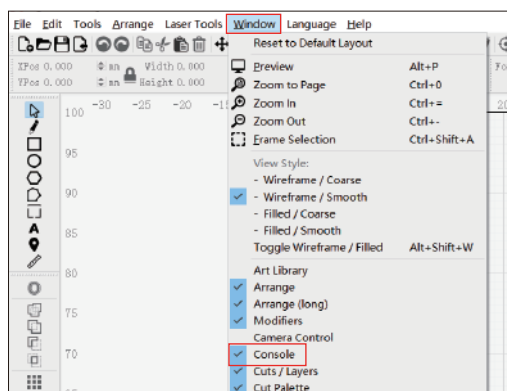 File Edit Tools Arrange Laser Tools Window Language Help
Reset to Default Layout
XPos 0.000 mm Width 0.000
YPos 0.000 mm Height 0.000
Preview Alt+P
Zoom to Page Ctrl+0
Zoom In Ctrl+=
Zoom Out Ctrl+-
Frame Selection Ctrl+Shift+A
-30 -25 -20
100
95
90
85
80
75
70
View Style:
- Wireframe / Coarse
- Wireframe / Smooth
- Filled / Coarse
- Filled / Smooth
Toggle Wireframe / Filled Alt+Shift+W
Art Library
Arrange
Arrange (long)
Modifiers
Camera Control
Console
Cuts / Layers
Cut Palette